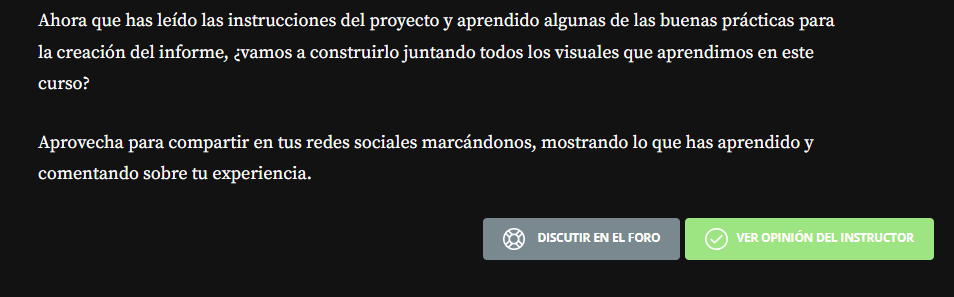 Ahora que has leído las instrucciones del proyecto y aprendido algunas de las buenas prácticas para
la creación del informe, ¿vamos a construirlo juntando todos los visuales que aprendimos en este
curso?
Aprovecha para compartir en tus redes sociales marcándonos, mostrando lo que has aprendido y
comentando sobre tu experiencia.
DISCUTIR EN EL FORO VER OPINIÓN DEL INSTRUCTOR